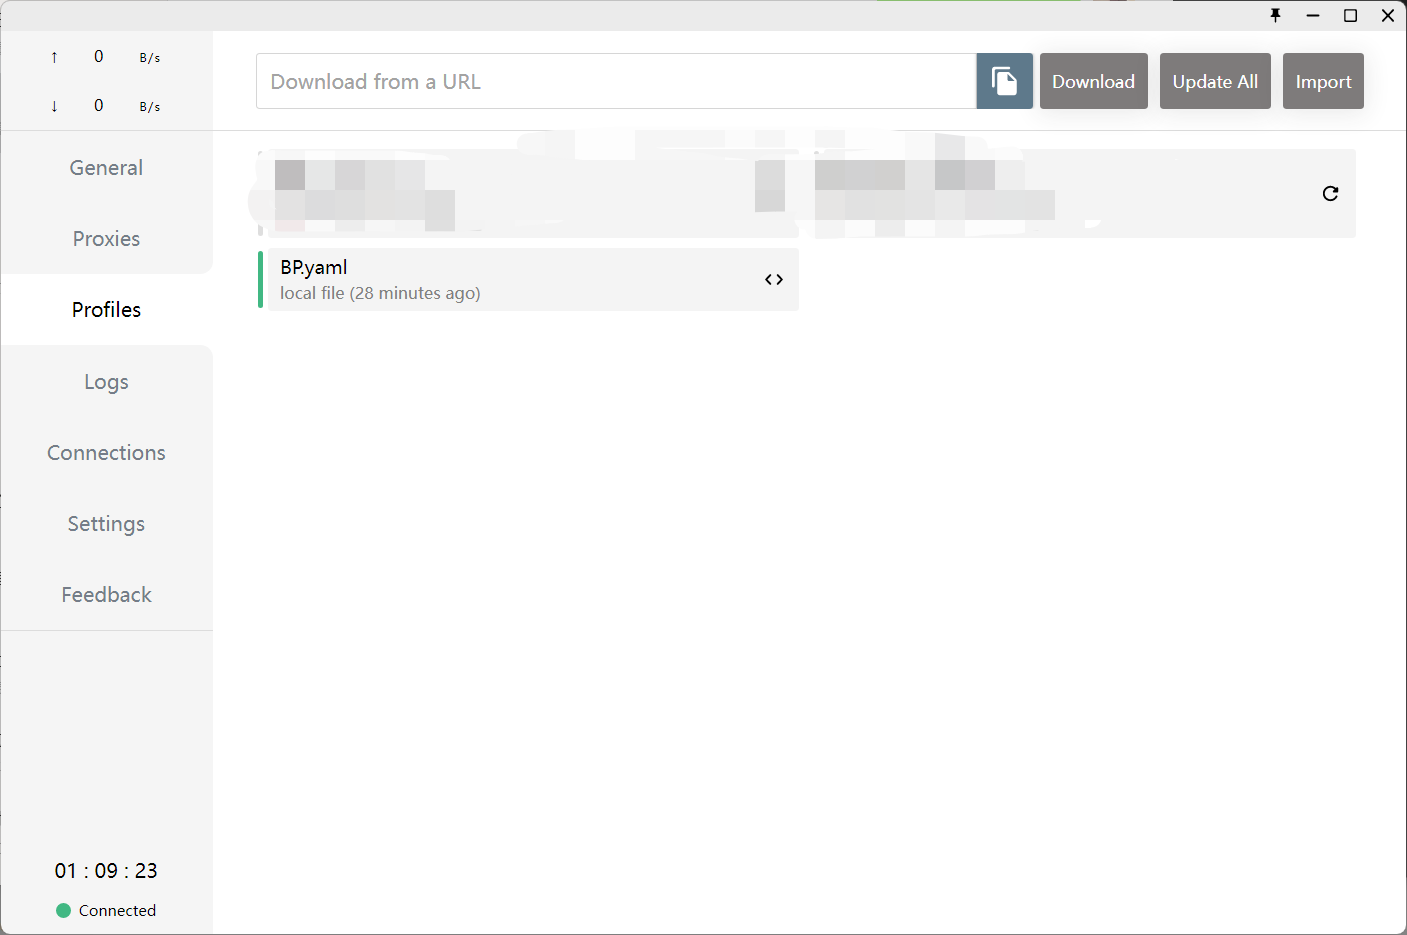 ↑ 0 B/s
↓ 0 B/s
Download from a URL
Download
Update All
Import
General
Proxies
Profiles
Logs
Connections
Settings
Feedback
BP.yaml
local file (28 minutes ago)
01 : 09 : 23
Connected